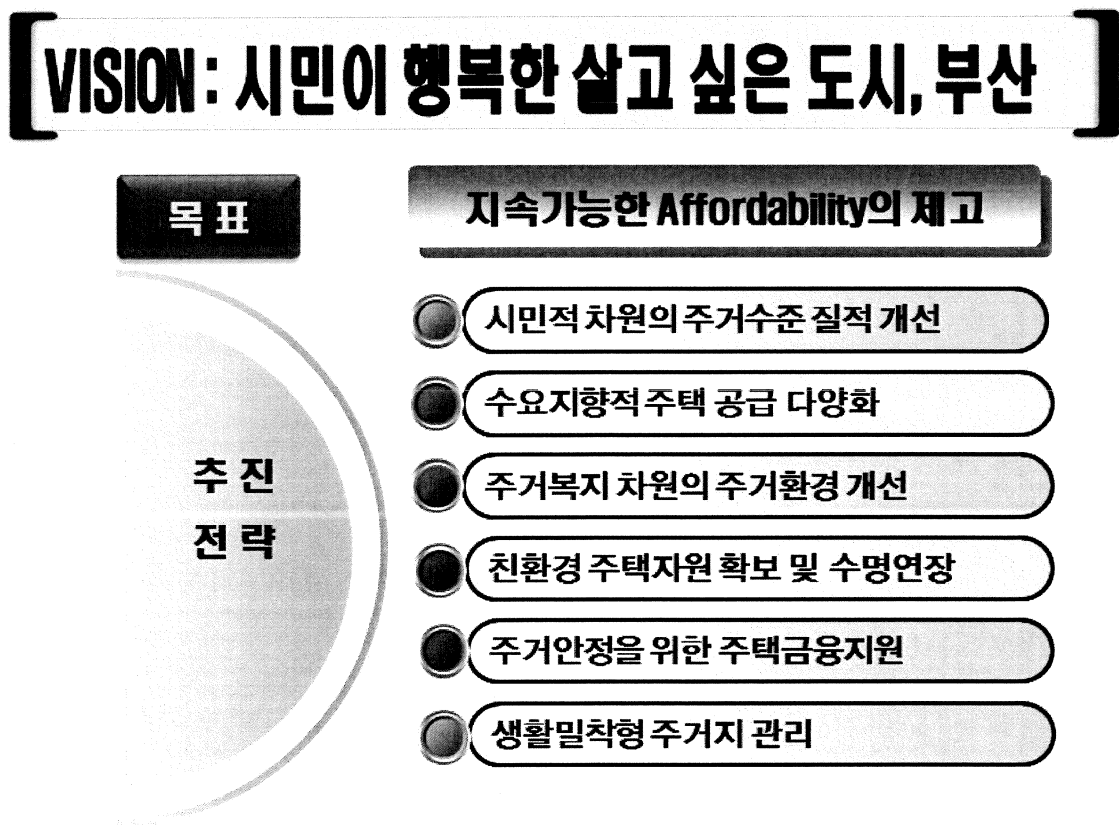 VISION : 시민이 행복한 살고 싶은 도시, 부산
목표
지속가능한 Affordability의 제고
시민적 차원의 주거수준 질적 개선
수요지향적 주택 공급 다양화
주거복지 차원의 주거환경 개선
추진
전략
친환경 주택자원 확보 및 수명연장
주거안정을 위한 주택금융지원
생활밀착형 주거지 관리